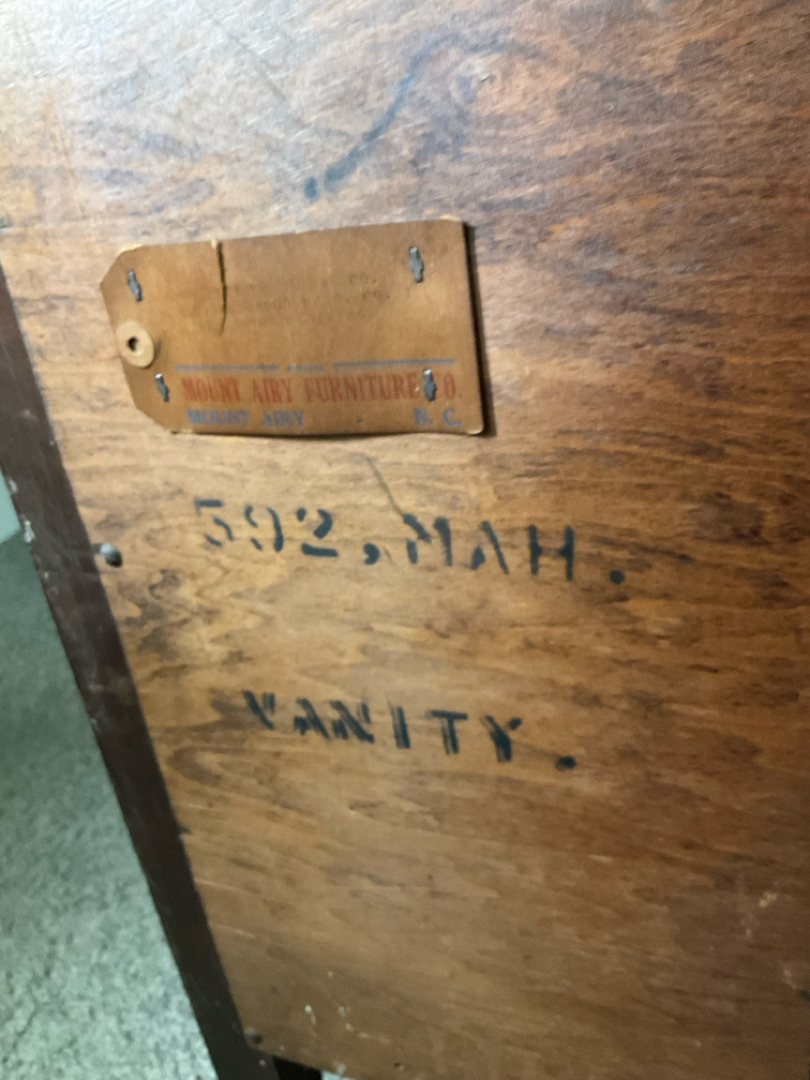 MOUNT AIRY FURNITURE CO.
MOUNT AIRY N. C.
592, MAH.
VANITY.